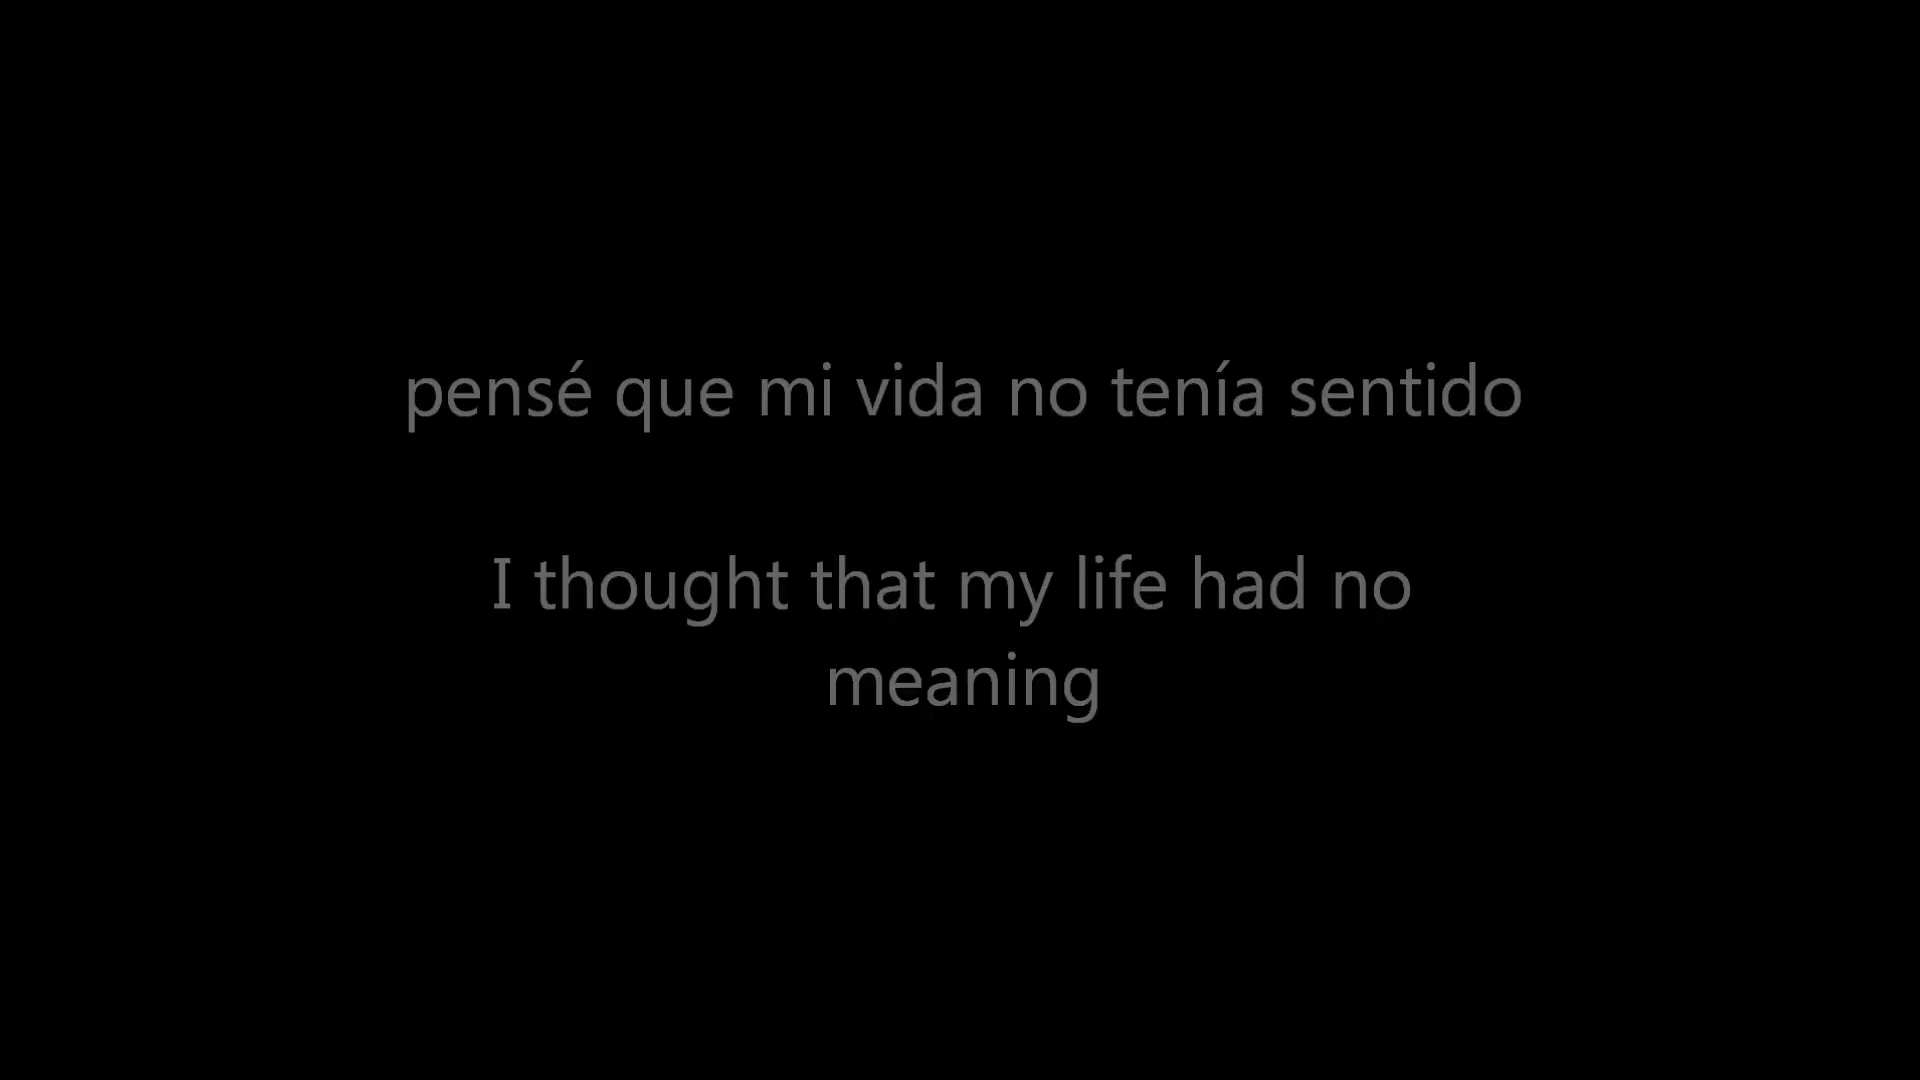 pensé que mi vida no tenía sentido
I thought that my life had no
meaning